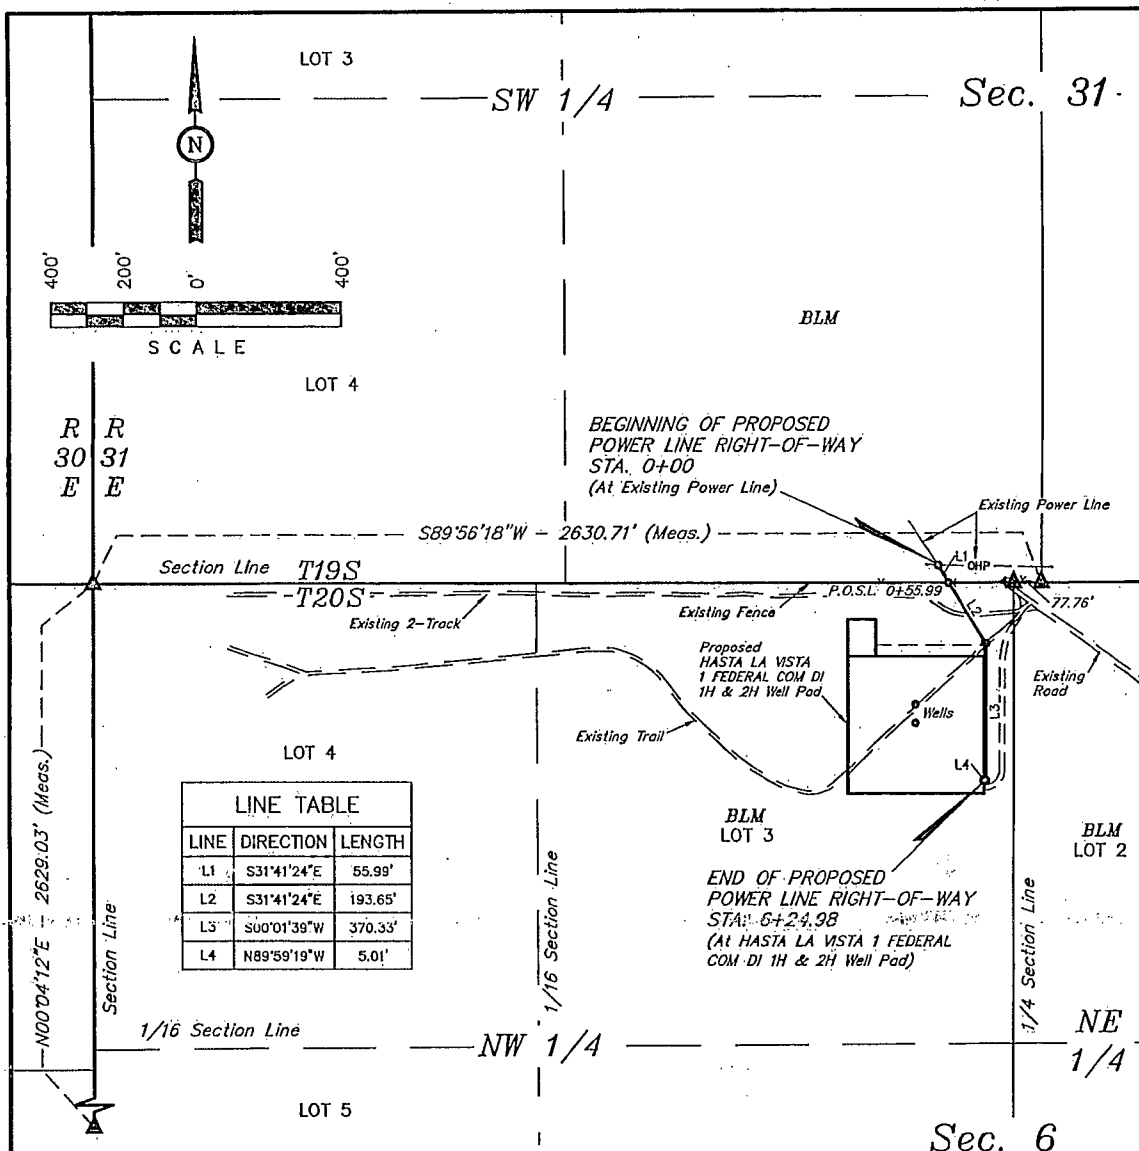 LOT 3
SW 1/4
Sec. 31
N
400' 200' 0' 400'
SCALE
BLM
LOT 4
R R
30 31
E E
BEGINNING OF PROPOSED
POWER LINE RIGHT-OF-WAY
STA. 0+00
(At Existing Power Line)
Existing Power Line
S89°56'18"W - 2630.71' (Meas.)
L1
OHP
Section Line
T19S
T20S
Existing 2-Track
Existing Fence
P.O.S.L. 0+55.99
L2
77.76'
Proposed
HASTA LA VISTA
1 FEDERAL COM DI
1H & 2H Well Pad
Existing
Road
Wells
L3
Existing Trail
L4
LOT 4
N00°04'12"E - 2629.03' (Meas.)
LINE TABLE
LINE DIRECTION LENGTH
L1 S31°41'24"E 55.99'
L2 S31°41'24"E 193.65'
L3 S00°01'39"W 370.33'
L4 N89°59'19"W 5.01'
BLM
LOT 3
BLM
LOT 2
END OF PROPOSED
POWER LINE RIGHT-OF-WAY
STA. 6+24.98
(At HASTA LA VISTA 1 FEDERAL
COM DI 1H & 2H Well Pad)
Section Line
1/16 Section Line
1/4 Section Line
1/16 Section Line
NW 1/4
NE
1/4
LOT 5
Sec. 6